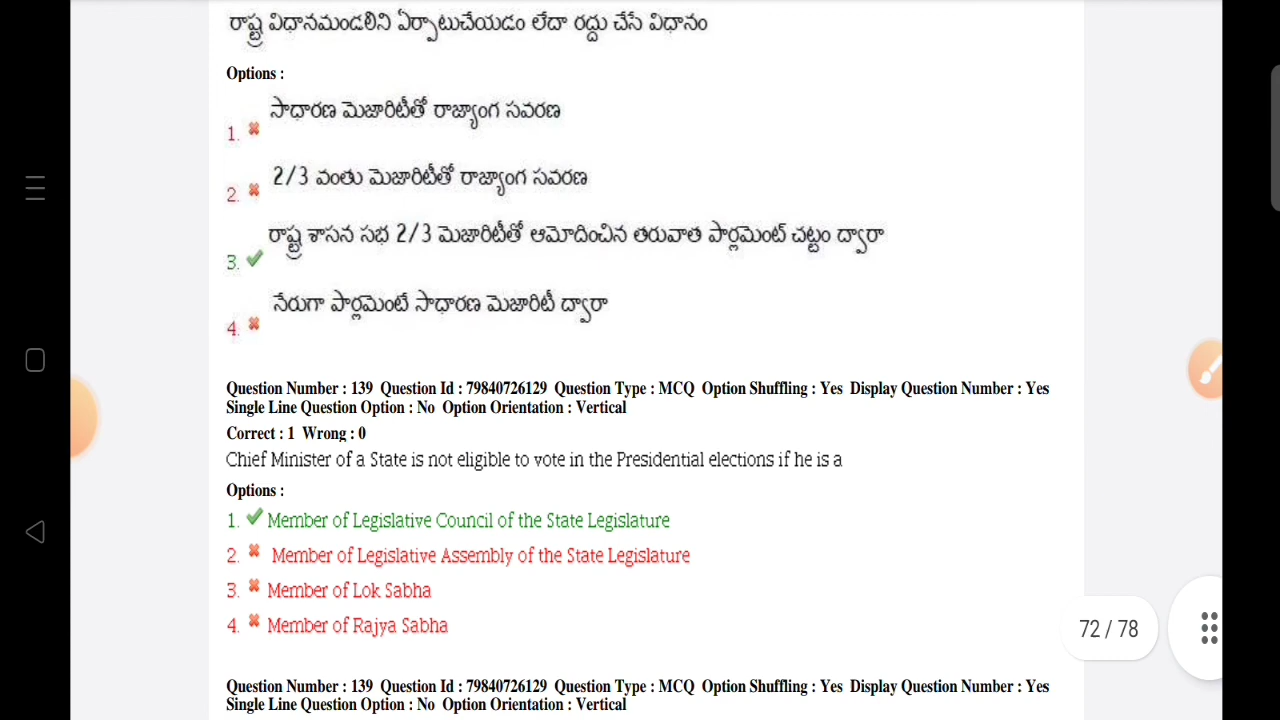 రాష్ట్ర విధానమండలిని ఏర్పాటుచేయడం లేదా రద్దు చేసే విధానం
Options :
1. సాధారణ మెజారిటీతో రాజ్యాంగ సవరణ
2. 2/3 వంతు మెజారిటీతో రాజ్యాంగ సవరణ
3. రాష్ట్ర శాసన సభ 2/3 మెజారిటీతో ఆమోదించిన తరువాత పార్లమెంట్ చట్టం ద్వారా
4. నేరుగా పార్లమెంటే సాధారణ మెజారిటీ ద్వారా
Question Number : 139 Question Id : 79840726129 Question Type : MCQ Option Shuffling : Yes Display Question Number : Yes
Single Line Question Option : No Option Orientation : Vertical
Correct : 1 Wrong : 0
Chief Minister of a State is not eligible to vote in the Presidential elections if he is a
Options :
1. Member of Legislative Council of the State Legislature
2. Member of Legislative Assembly of the State Legislature
3. Member of Lok Sabha
4. Member of Rajya Sabha
72 / 78
Question Number : 139 Question Id : 79840726129 Question Type : MCQ Option Shuffling : Yes Display Question Number : Yes
Single Line Question Option : No Option Orientation : Vertical